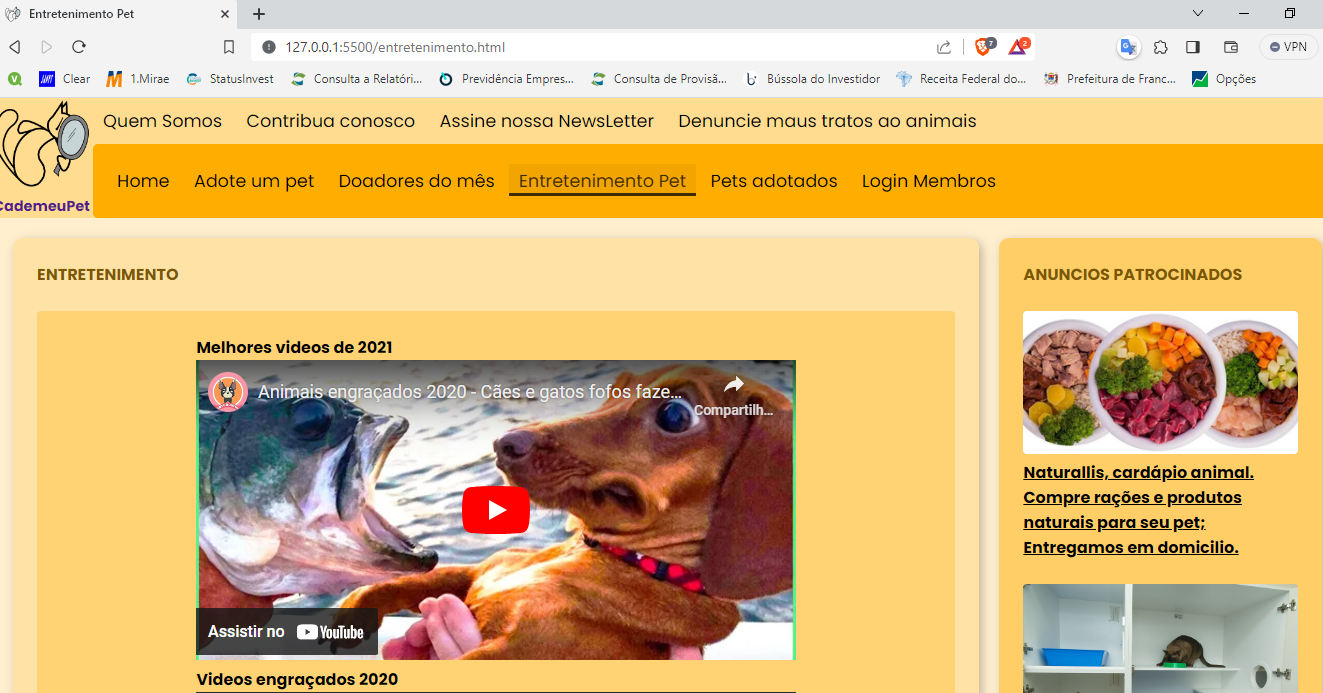 Entretenimento Pet
127.0.0.1:5500/entretenimento.html
7
2
VPN
Clear
1.Mirae
StatusInvest
Consulta a Relatóri...
Previdência Empres...
Consulta de Provisã...
Bússola do Investidor
Receita Federal do...
Prefeitura de Franc...
Opções
Quem Somos
Contribua conosco
Assine nossa NewsLetter
Denuncie maus tratos ao animais
CademeuPet
Home
Adote um pet
Doadores do mês
Entretenimento Pet
Pets adotados
Login Membros
ENTRETENIMENTO
Melhores videos de 2021
Animais engraçados 2020 - Cães e gatos fofos faze...
Compartilh...
Assistir no YouTube
Videos engraçados 2020
ANUNCIOS PATROCINADOS
Naturallis, cardápio animal.
Compre rações e produtos
naturais para seu pet;
Entregamos em domicilio.